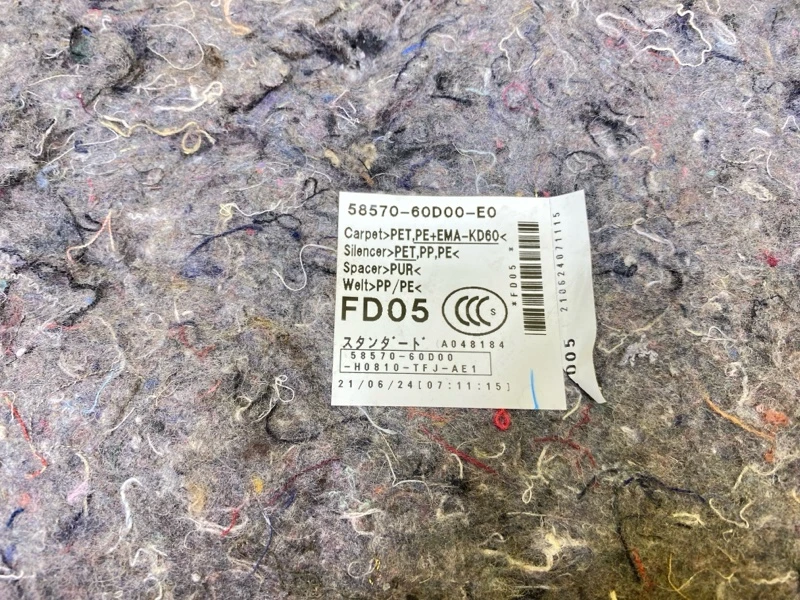 58570-60D00-E0
Carpet>PET,PE+EMA-KD60<
Silencer>PET,PP,PE<
Spacer>PUR<
Welt>PP/PE<
FD05
CCC S
スタンダード A048184
58570-60D00
-H0810-TFJ-AE1
21/06/24[07:11:15]
*FD05 *
210624071115
D05